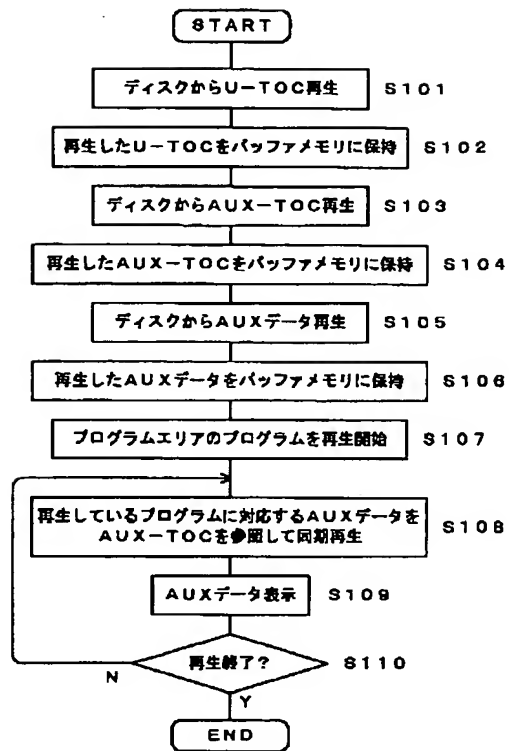 START
ディスクからU-TOC再生 S101
再生したU-TOCをバッファメモリに保持 S102
ディスクからAUX-TOC再生 S103
再生したAUX-TOCをバッファメモリに保持 S104
ディスクからAUXデータ再生 S105
再生したAUXデータをバッファメモリに保持 S106
プログラムエリアのプログラムを再生開始 S107
再生しているプログラムに対応するAUXデータを
AUX-TOCを参照して同期再生 S108
AUXデータ表示 S109
再生終了? S110
N
Y
END